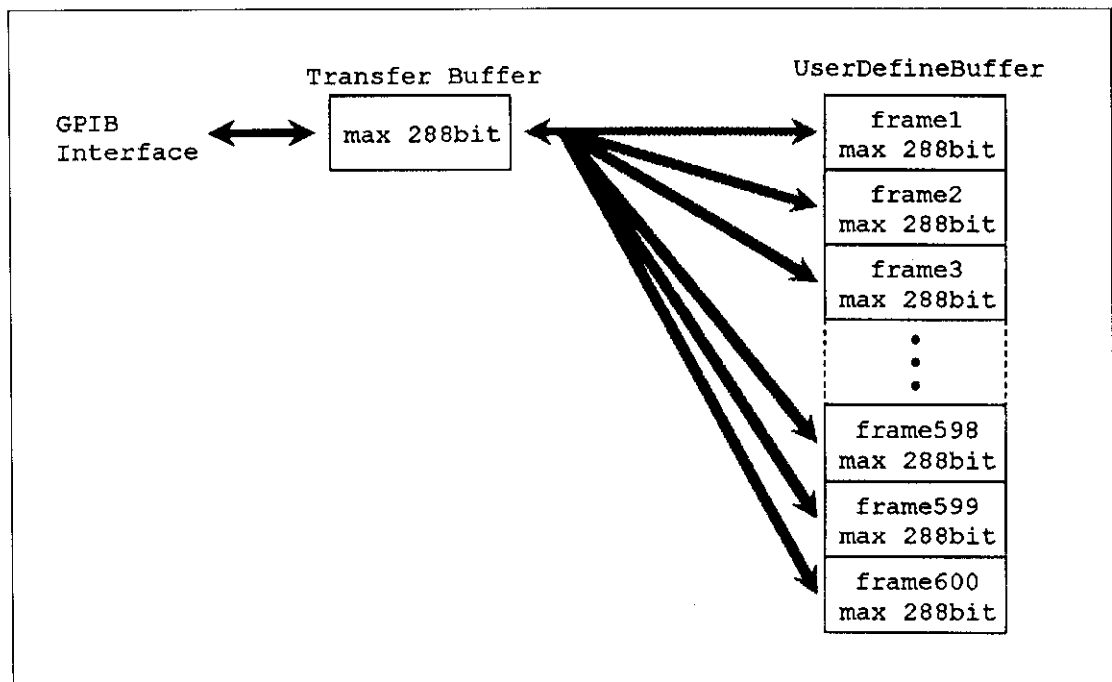 GPIB
Interface
Transfer Buffer
max 288bit
UserDefineBuffer
frame1
max 288bit
frame2
max 288bit
frame3
max 288bit
frame598
max 288bit
frame599
max 288bit
frame600
max 288bit